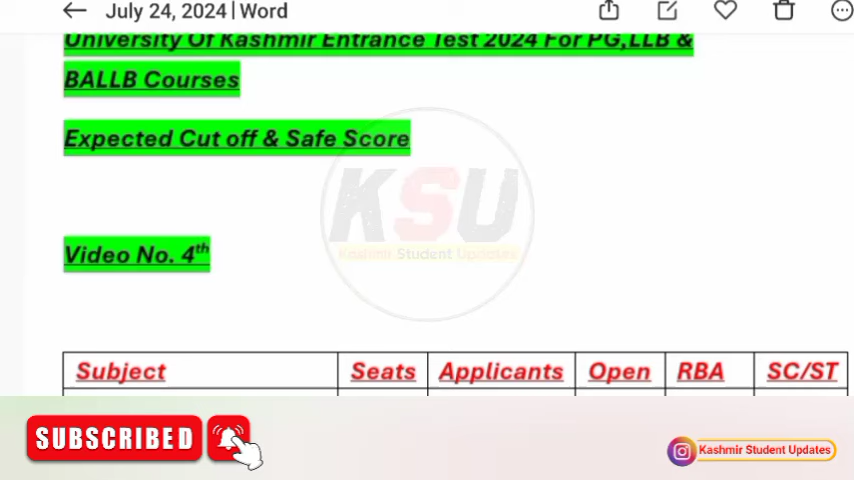 July 24, 2024 | Word
University Of Kashmir Entrance Test 2024 For PG,LLB &
BALLB Courses
Expected Cut off & Safe Score
KSU
Kashmir Student Updates
Video No. 4th
Subject Seats Applicants Open RBA SC/ST
SUBSCRIBED
Kashmir Student Updates